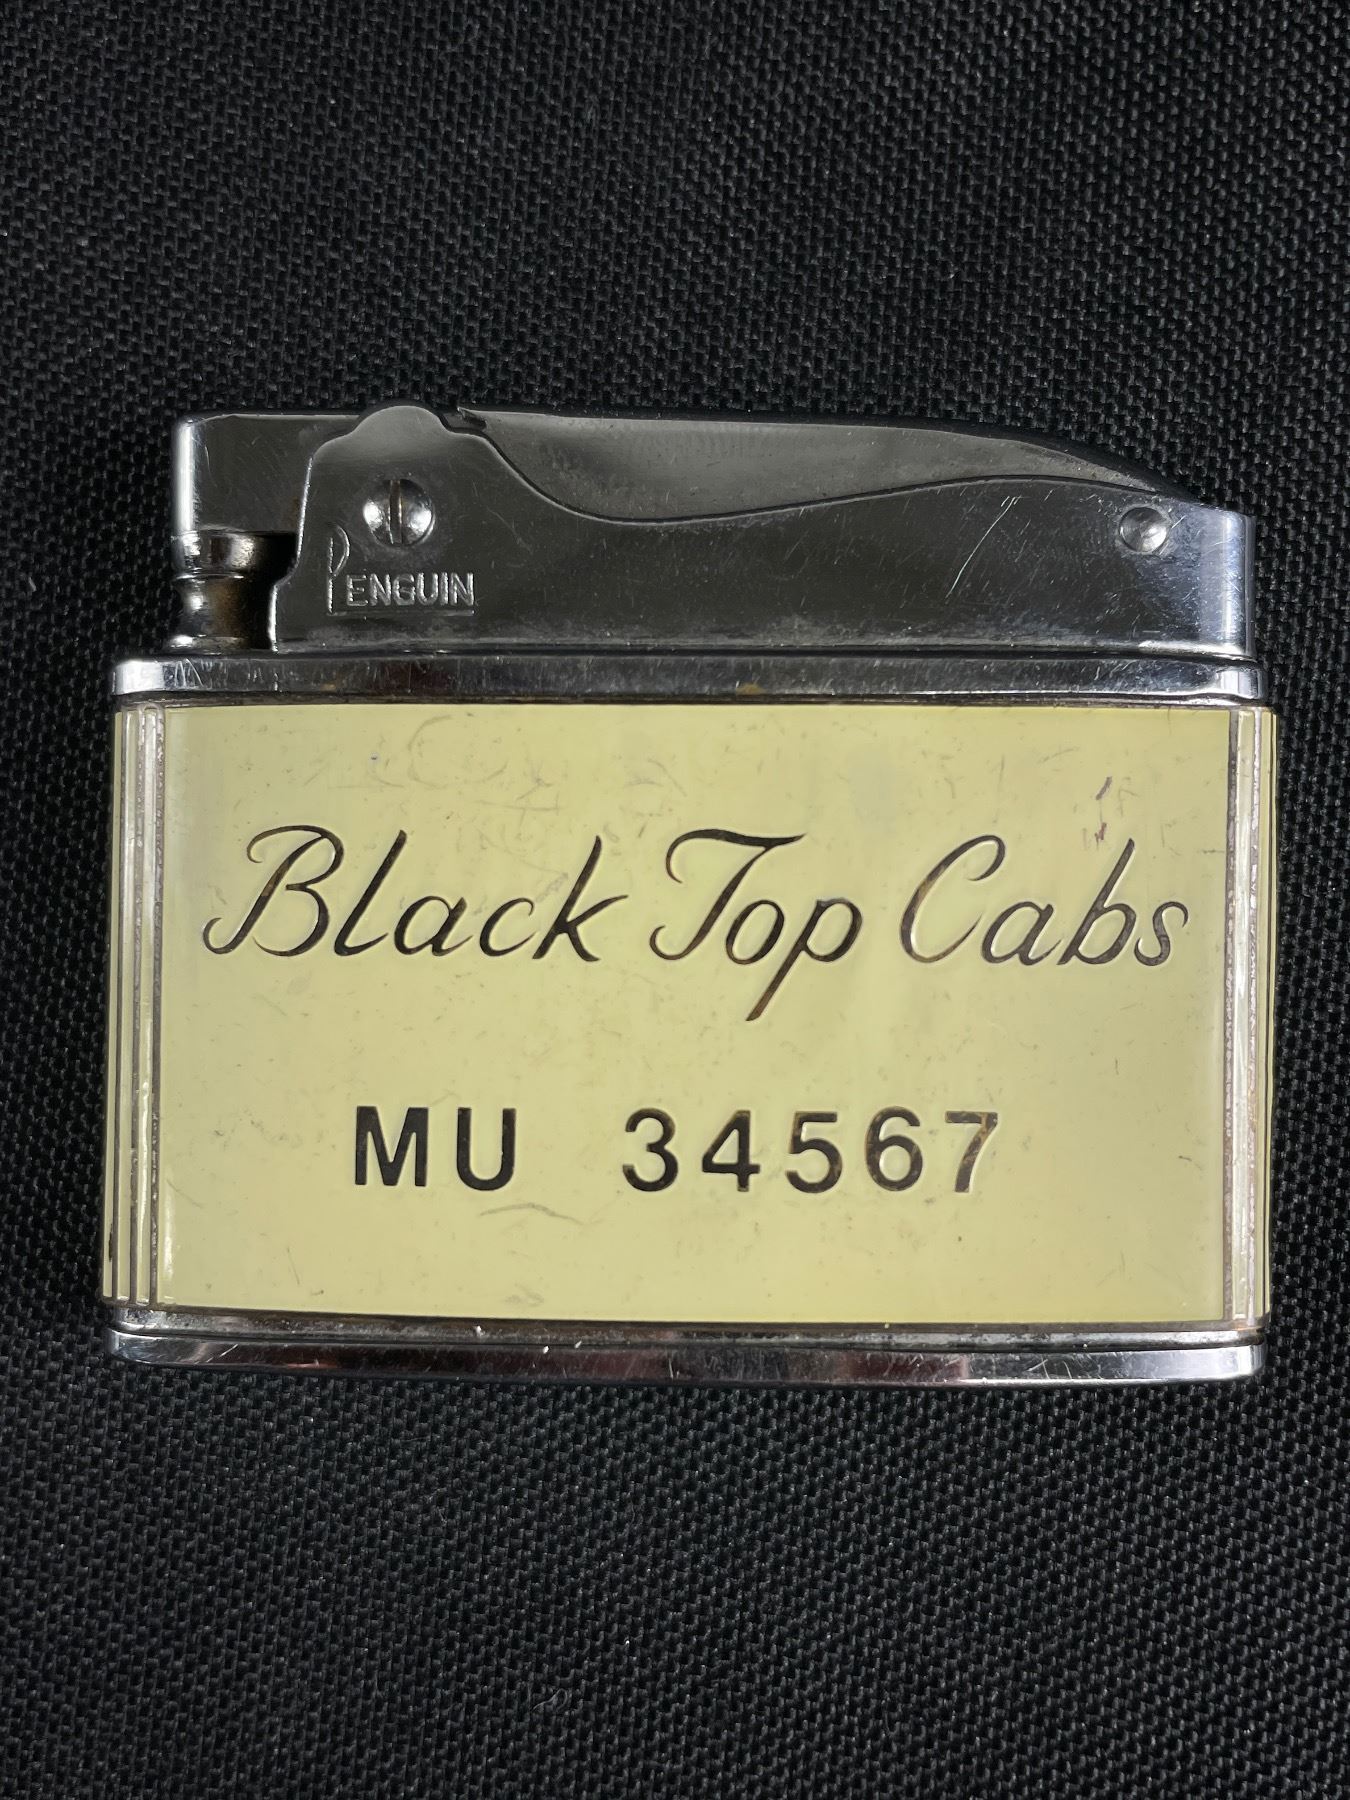 PENGUIN
Black Top Cabs
MU 34567